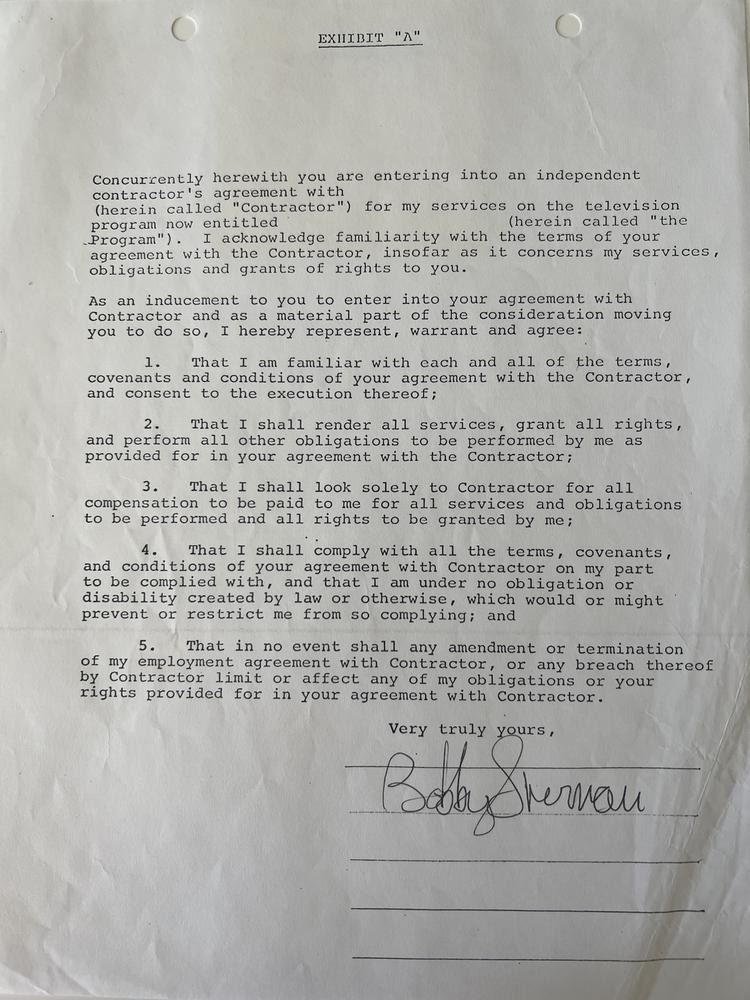 EXHIBIT "A"
Concurrently herewith you are entering into an independent
contractor's agreement with
(herein called "Contractor") for my services on the television
program now entitled (herein called "the
Program"). I acknowledge familiarity with the terms of your
agreement with the Contractor, insofar as it concerns my services,
obligations and grants of rights to you.
As an inducement to you to enter into your agreement with
Contractor and as a material part of the consideration moving
you to do so, I hereby represent, warrant and agree:
1. That I am familiar with each and all of the terms,
covenants and conditions of your agreement with the Contractor,
and consent to the execution thereof;
2. That I shall render all services, grant all rights,
and perform all other obligations to be performed by me as
provided for in your agreement with the Contractor;
3. That I shall look solely to Contractor for all
compensation to be paid to me for all services and obligations
to be performed and all rights to be granted by me;
4. That I shall comply with all the terms, covenants,
and conditions of your agreement with Contractor on my part
to be complied with, and that I am under no obligation or
disability created by law or otherwise, which would or might
prevent or restrict me from so complying; and
5. That in no event shall any amendment or termination
of my employment agreement with Contractor, or any breach thereof
by Contractor limit or affect any of my obligations or your
rights provided for in your agreement with Contractor.
Very truly yours,
Bobby Sherman